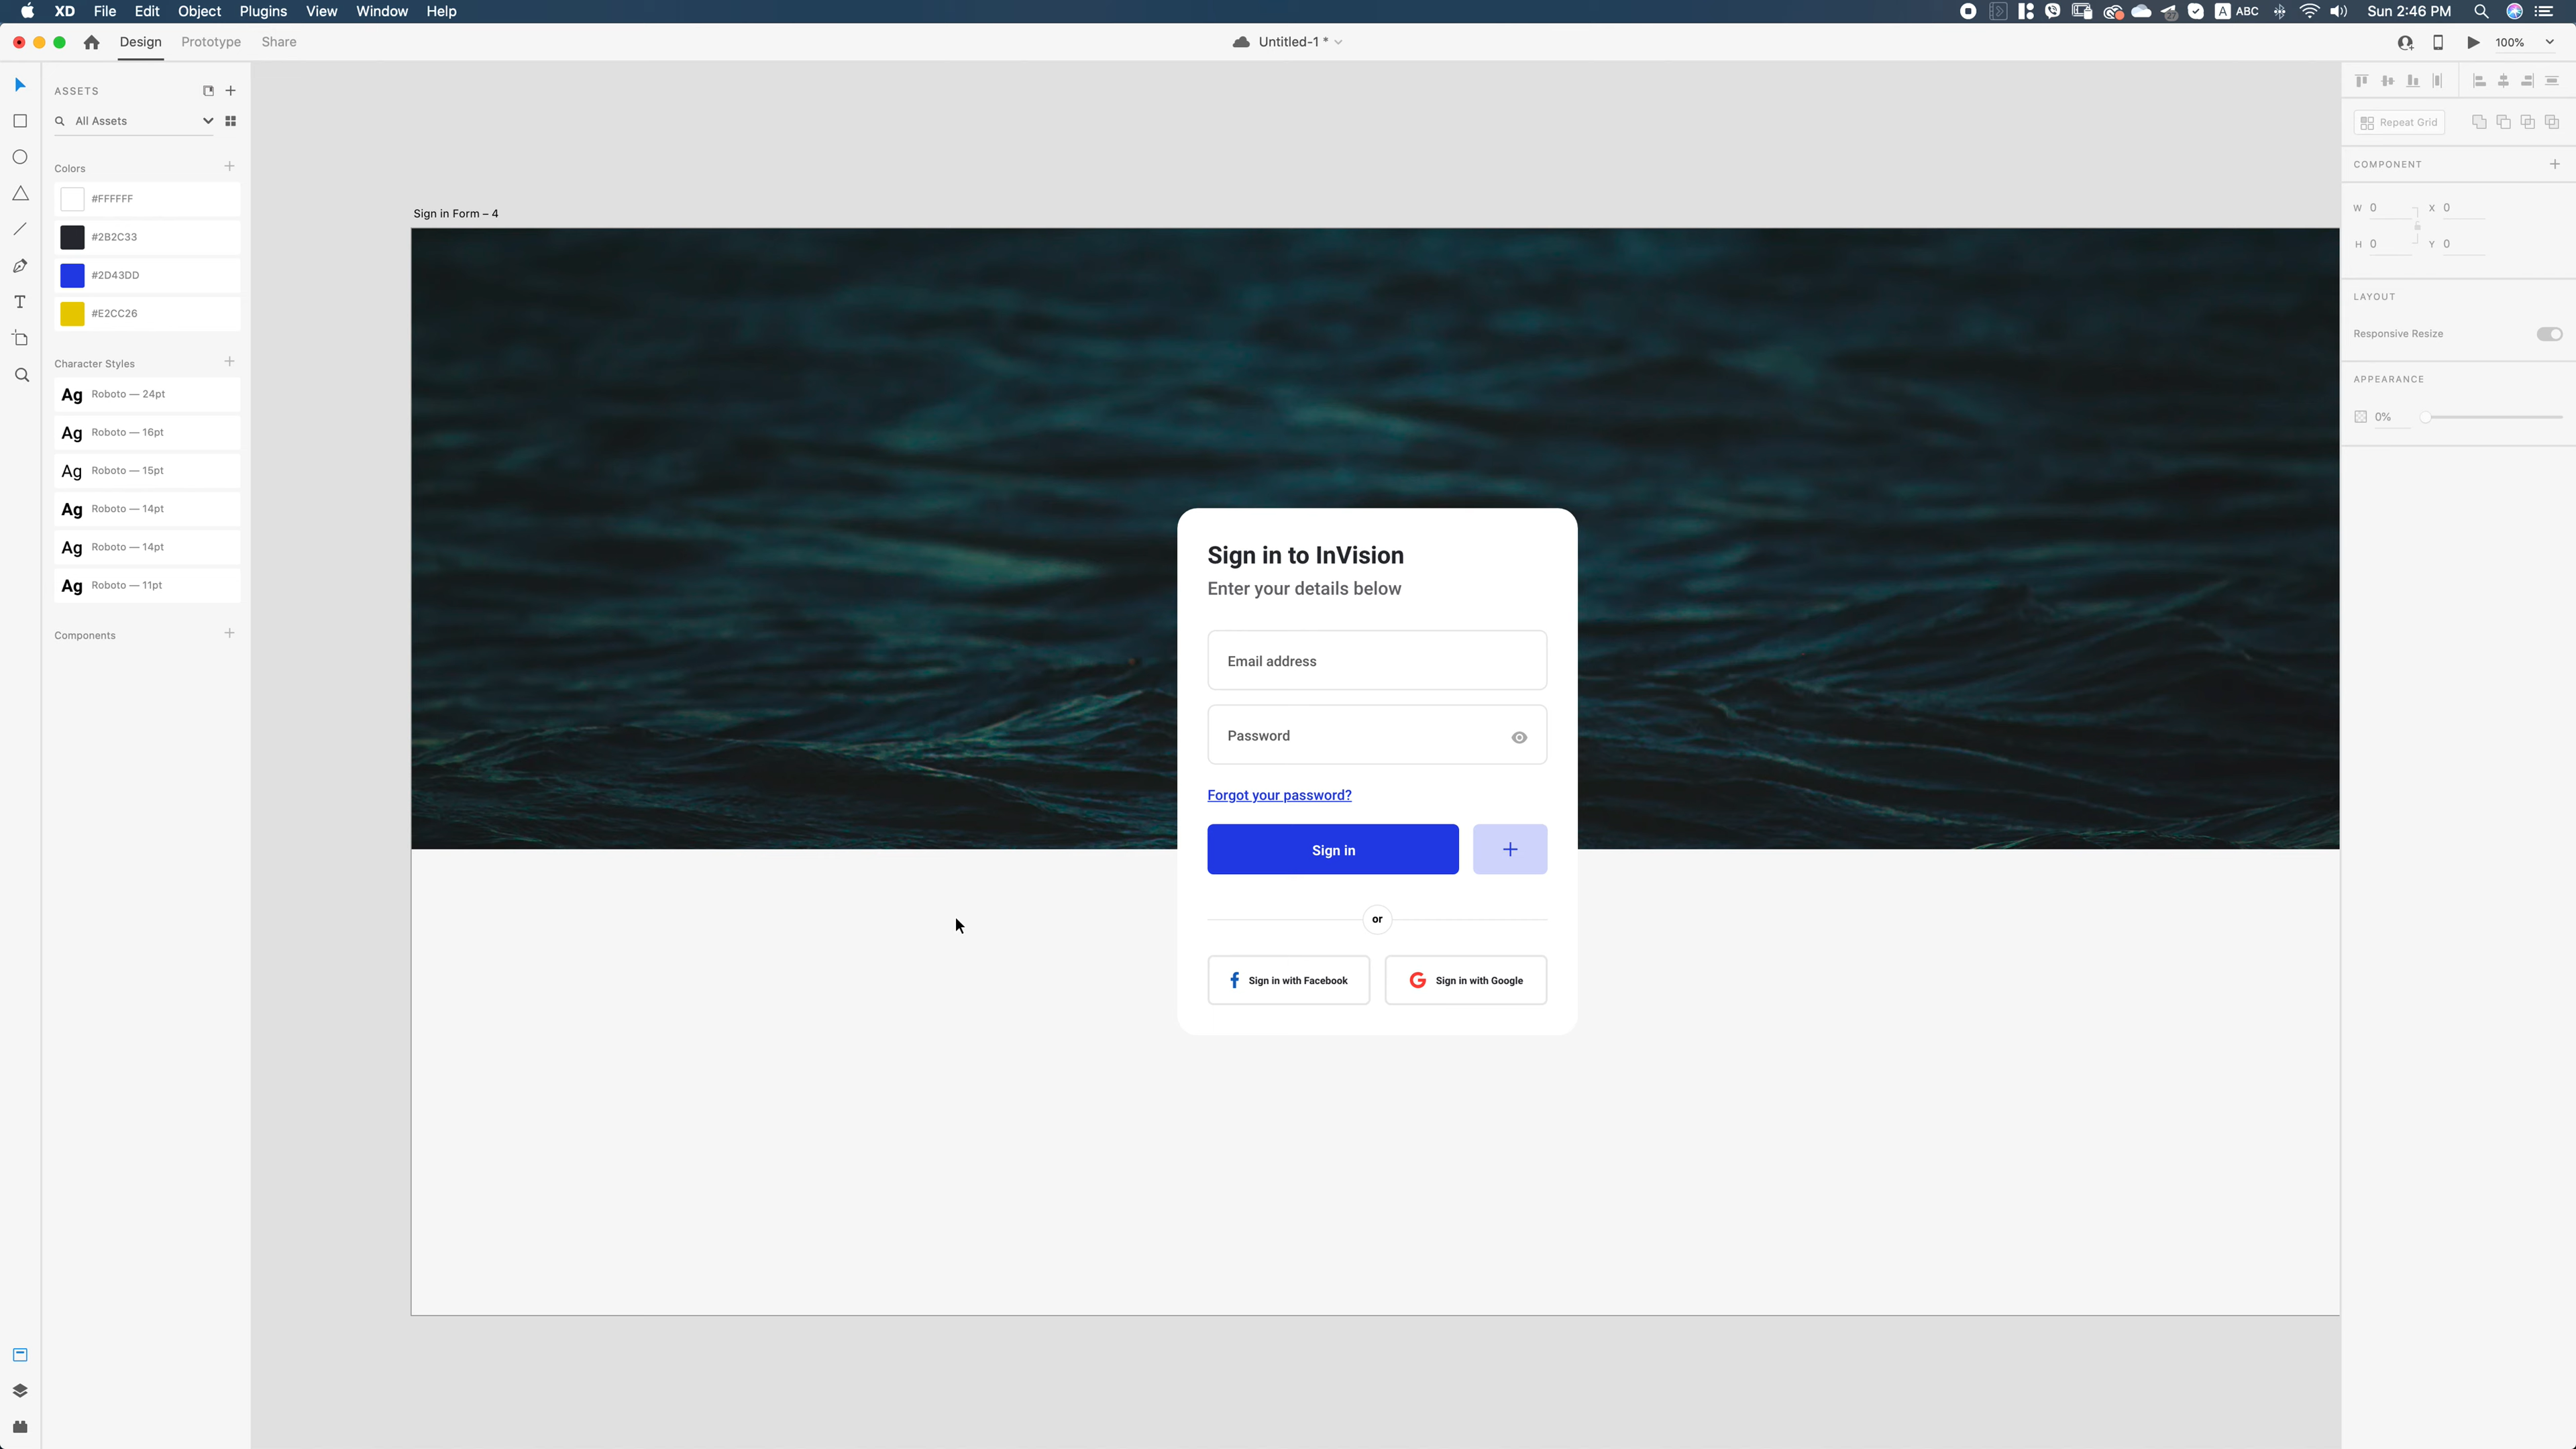 XD File Edit Object Plugins View Window Help
A ABC Sun 2:46 PM
Design Prototype Share
Untitled-1 *
100%
ASSETS
All Assets
Colors
#FFFFFF
#2B2C33
#2D43DD
#E2CC26
Character Styles
Ag Roboto — 24pt
Ag Roboto — 16pt
Ag Roboto — 15pt
Ag Roboto — 14pt
Ag Roboto — 14pt
Ag Roboto — 11pt
Components
Sign in Form – 4
Sign in to InVision
Enter your details below
Email address
Password
Forgot your password?
Sign in +
or
Sign in with Facebook
Sign in with Google
Repeat Grid
COMPONENT
W 0 X 0
H 0 Y 0
LAYOUT
Responsive Resize
APPEARANCE
0%